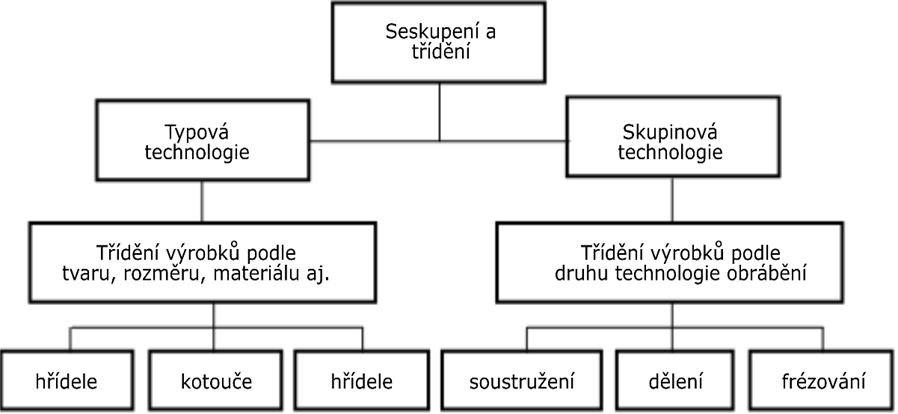 Seskupení a
třídění
Typová
technologie
Skupinová
technologie
Třídění výrobků podle
tvaru, rozměru, materiálu aj.
Třídění výrobků podle
druhu technologie obrábění
hřídele
kotouče
hřídele
soustružení
dělení
frézování